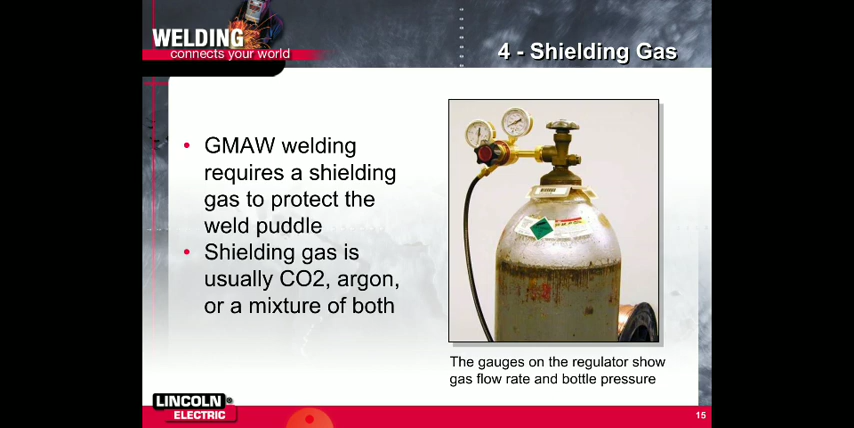 WELDING
connects your world
4 - Shielding Gas
• GMAW welding
requires a shielding
gas to protect the
weld puddle
• Shielding gas is
usually CO2, argon,
or a mixture of both
The gauges on the regulator show
gas flow rate and bottle pressure
LINCOLN®
ELECTRIC
15